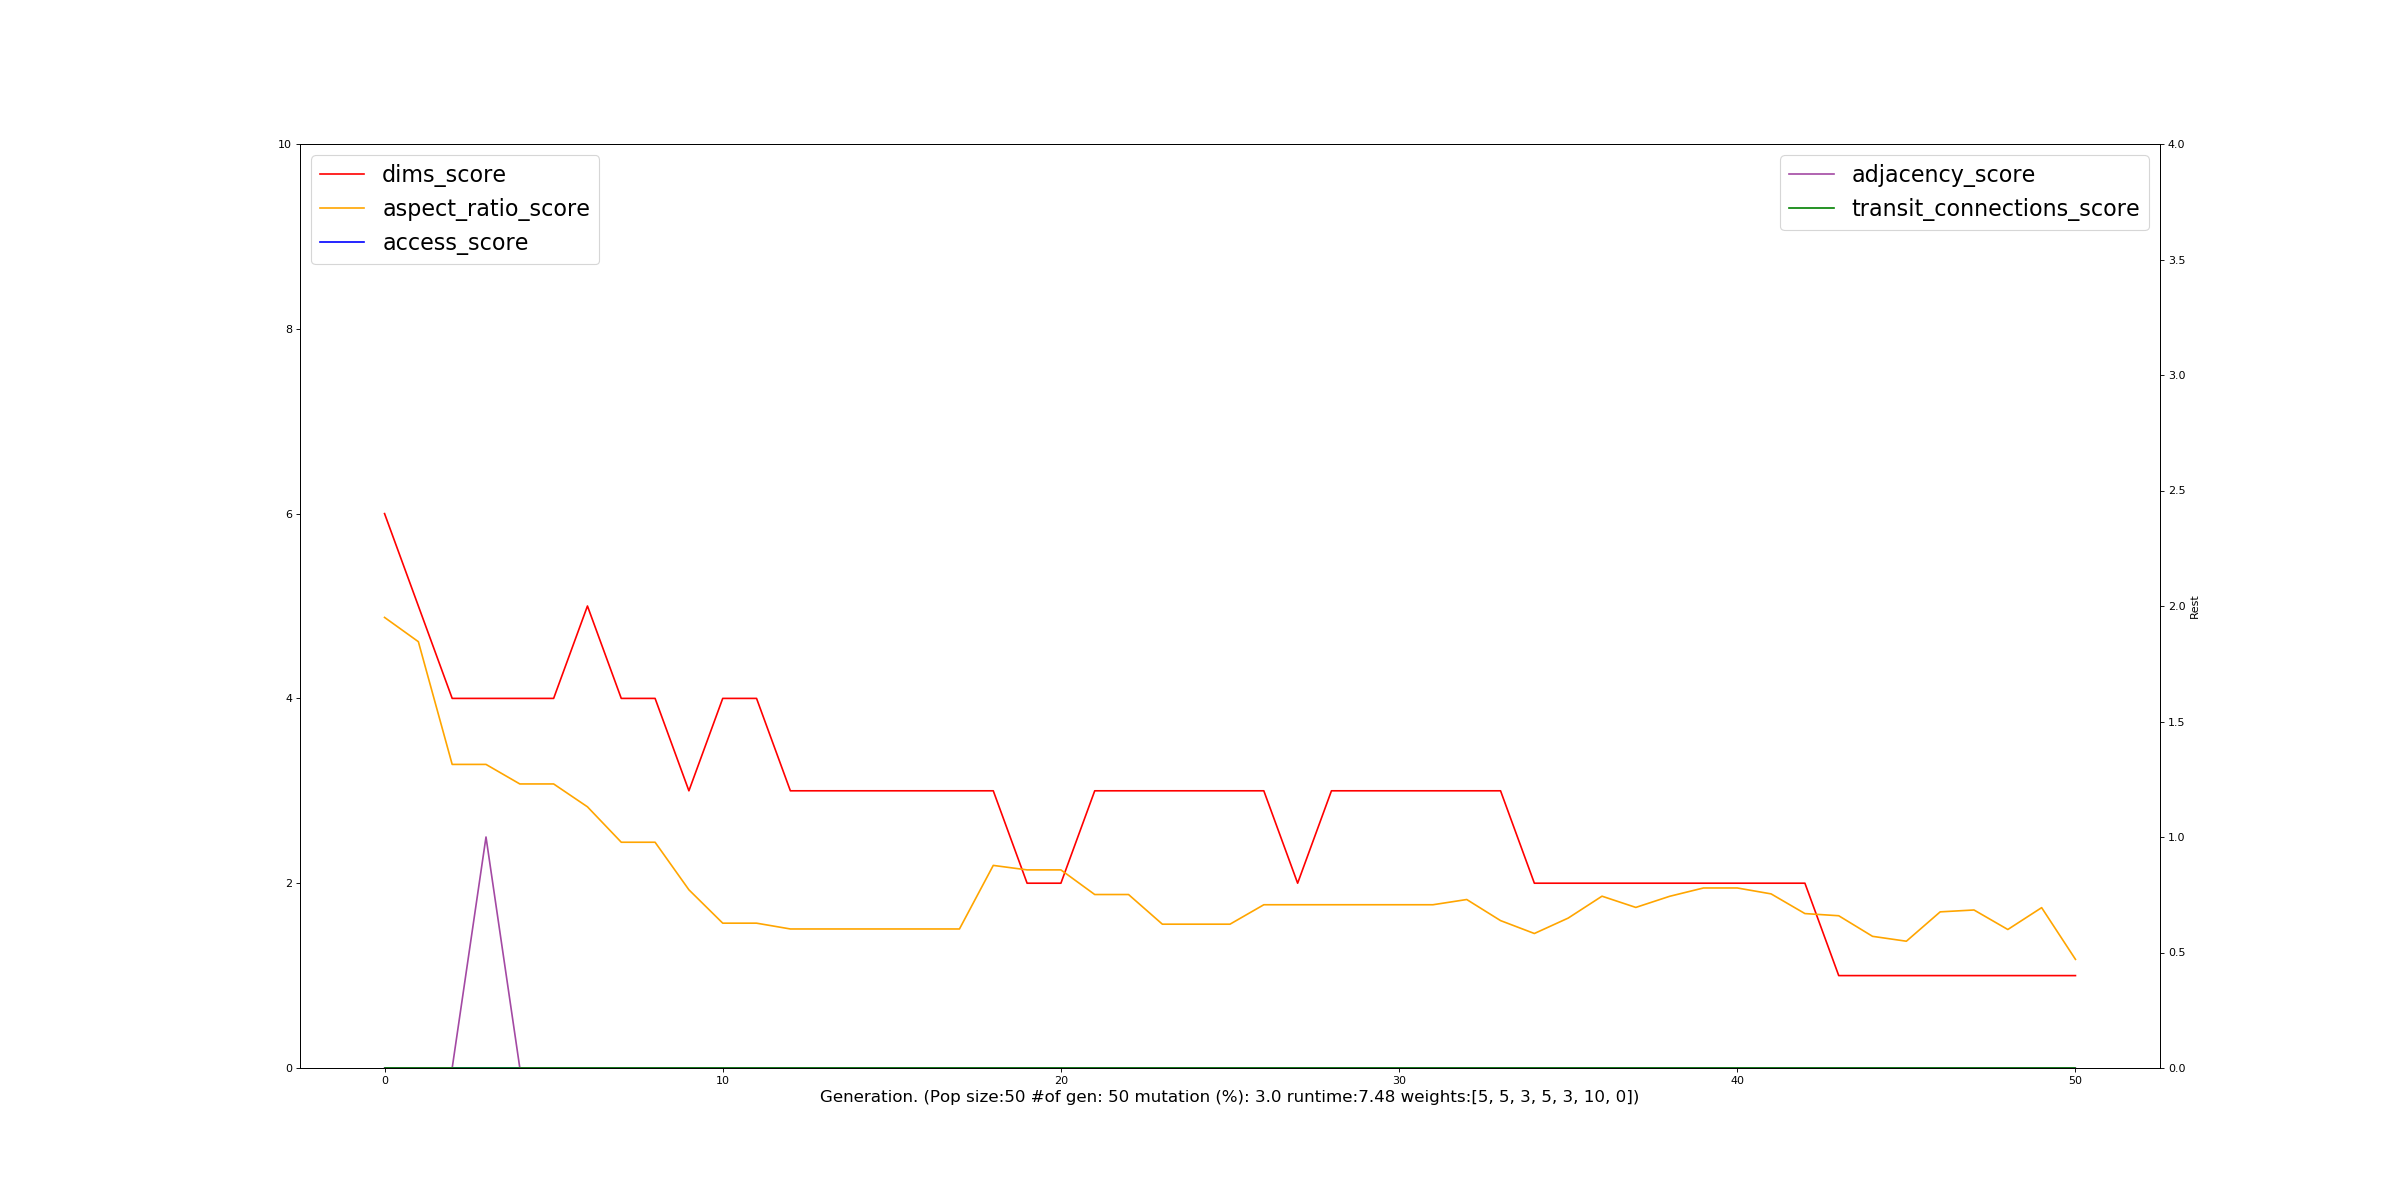 dims_score
aspect_ratio_score
access_score
adjacency_score
transit_connections_score
10
8
6
4
2
0
4.0
3.5
3.0
2.5
2.0
1.5
1.0
0.5
0.0
Rest
0 10 20 30 40 50
Generation. (Pop size:50 #of gen: 50 mutation (%): 3.0 runtime:7.48 weights:[5, 5, 3, 5, 3, 10, 0])